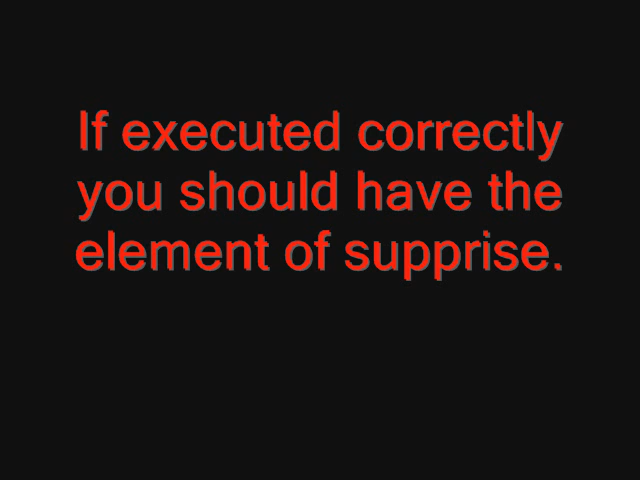 If executed correctly
you should have the
element of supprise.